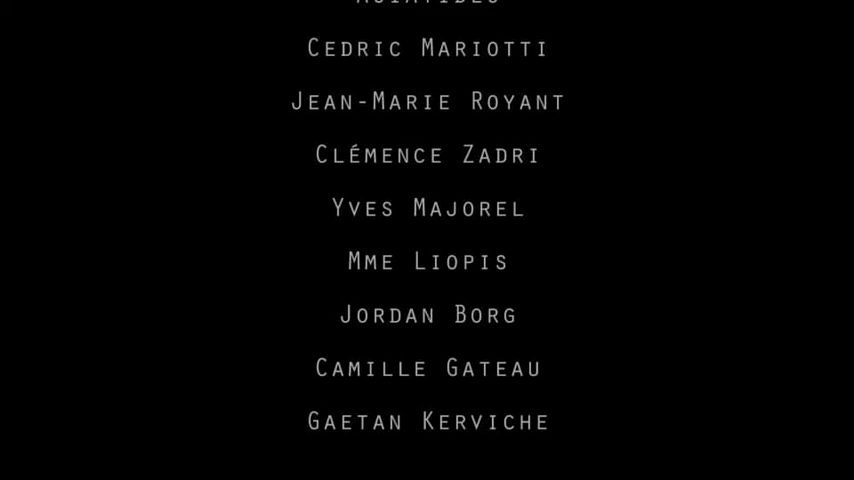 Cedric Mariotti
Jean-Marie Royant
Clémence Zadri
Yves Majorel
Mme Liopis
Jordan Borg
Camille Gateau
Gaetan Kerviche